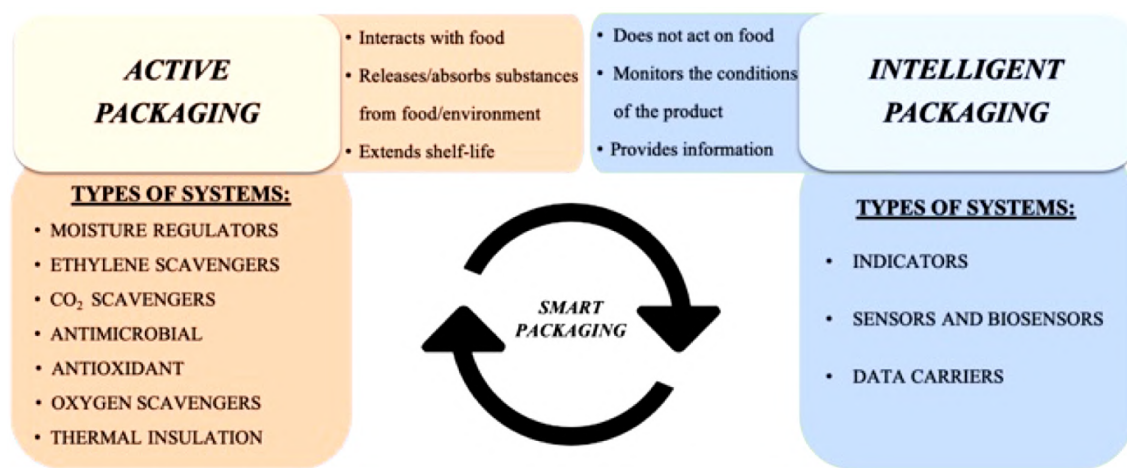 ACTIVE
PACKAGING
• Interacts with food
• Releases/absorbs substances
from food/environment
• Extends shelf-life
• Does not act on food
• Monitors the conditions
of the product
• Provides information
INTELLIGENT
PACKAGING
TYPES OF SYSTEMS:
• MOISTURE REGULATORS
• ETHYLENE SCAVENGERS
• CO₂ SCAVENGERS
• ANTIMICROBIAL
• ANTIOXIDANT
• OXYGEN SCAVENGERS
• THERMAL INSULATION
SMART
PACKAGING
TYPES OF SYSTEMS:
• INDICATORS
• SENSORS AND BIOSENSORS
• DATA CARRIERS